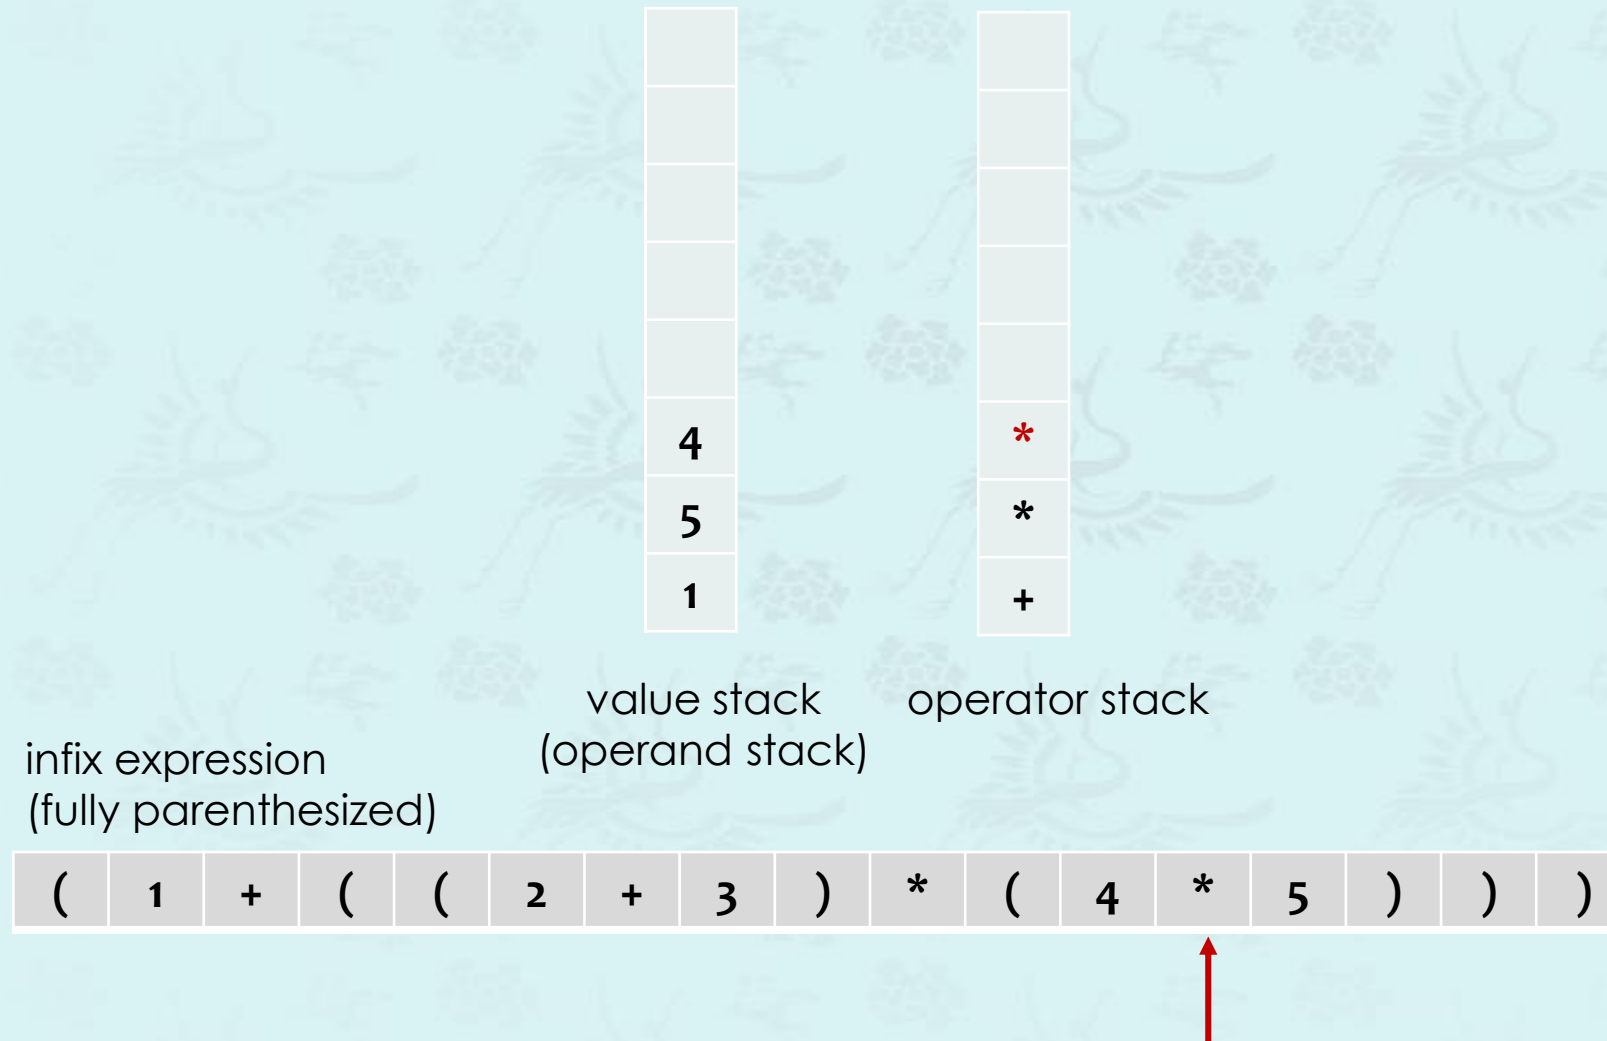 4 *
5 *
1 +
value stack operator stack
(operand stack)
infix expression
(fully parenthesized)
( 1 + ( ( 2 + 3 ) * ( 4 * 5 ) ) )